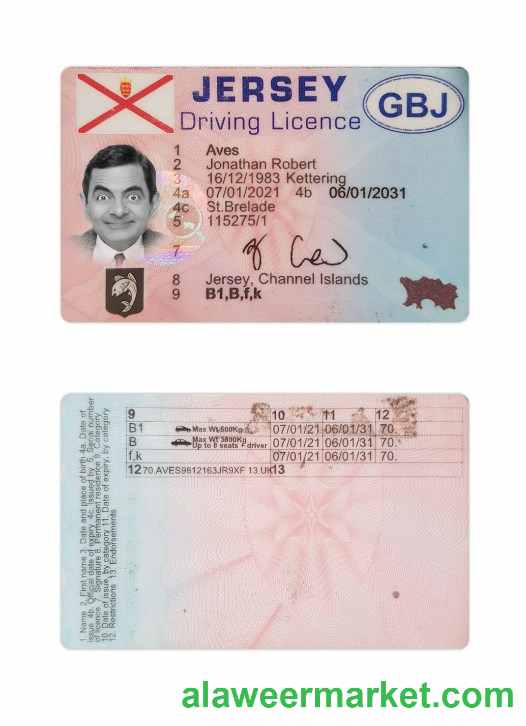 JERSEY
Driving Licence
GBJ
1 Aves
2 Jonathan Robert
3 16/12/1983 Kettering
4a 07/01/2021 4b 06/01/2031
4c St.Brelade
5 115275/1
7
8 Jersey, Channel Islands
9 B1,B,f,k
9 10 11 12
B1 Max Wt 500Kg 07/01/21 06/01/31 70.
B Max Wt 3500Kg Up to 8 seats + driver 07/01/21 06/01/31 70.
f,k 07/01/21 06/01/31 70.
12 70.AVES9812163JR9XF 13.UK 13
1. Name 2. First name 3. Date and place of birth 4a. Date of
issue 4b. Official date of expiry 4c. Issued by 5. Serial number
of licence 7. Signature 8. Permanent residence 9. Category
10. Date of issue, by category 11. Date of expiry, by category
12. Restrictions 13. Endorsements
alaweermarket.com